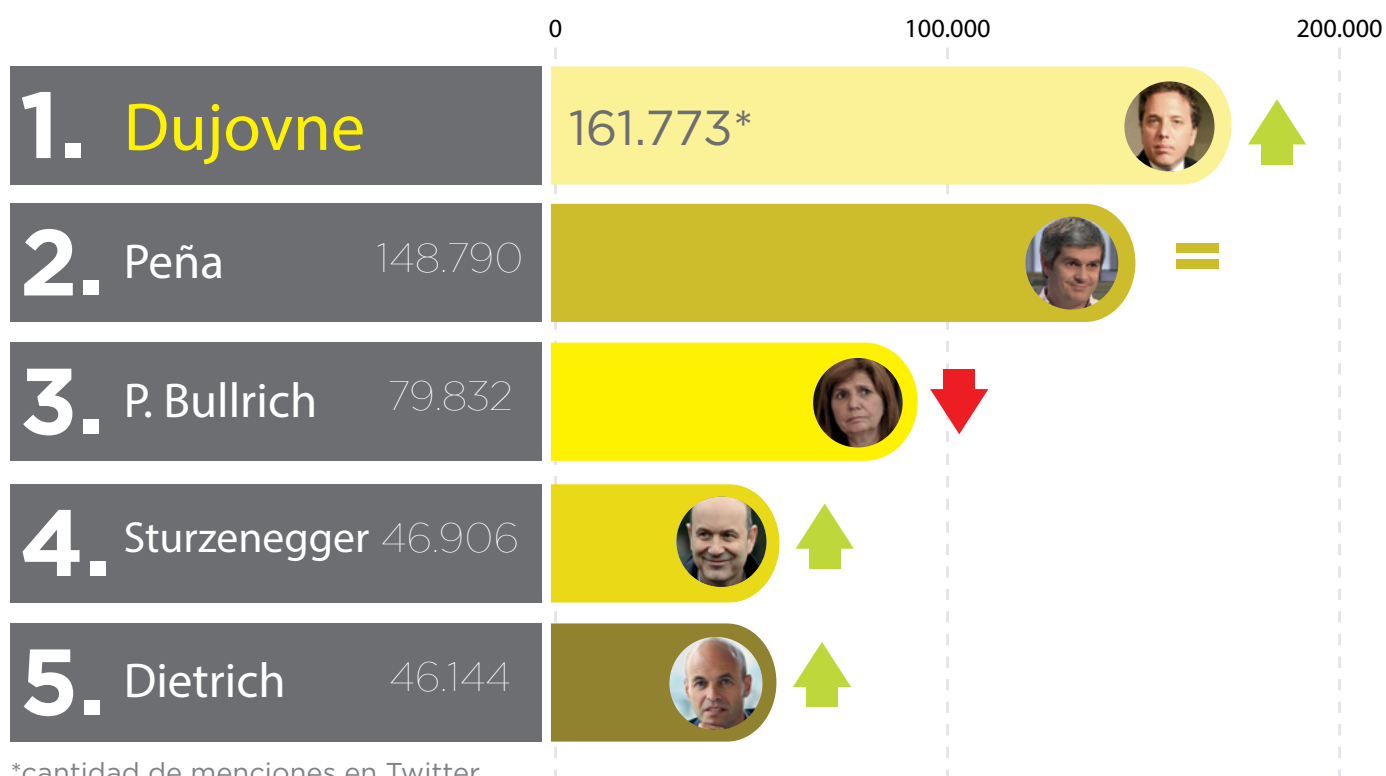 0 100.000 200.000
1. Dujovne 161.773*
2. Peña 148.790 =
3. P. Bullrich 79.832
4. Sturzenegger 46.906
5. Dietrich 46.144
*cantidad de menciones en Twitter